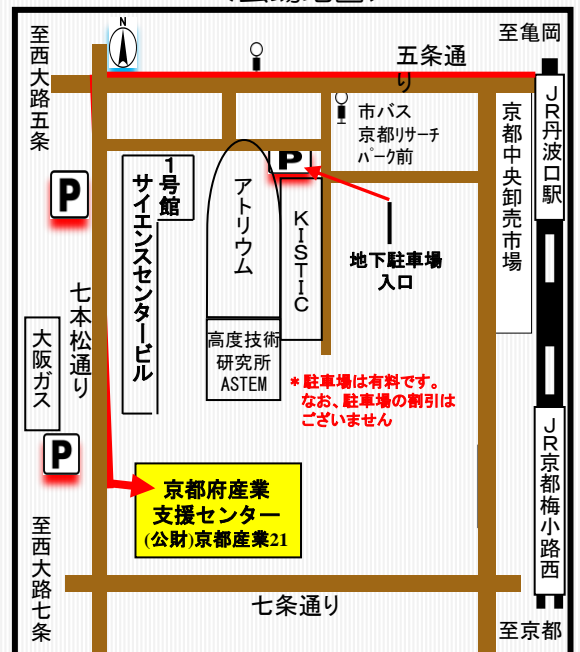 N
至亀岡
至西大路五条
五条通り
JR丹波口駅
市バス
京都リサーチ
パーク前
京都中央卸売市場
P
1号館
サイエンスセンタービル
アトリウム
P
KISTIC
地下駐車場
入口
七本松通り
大阪ガス
高度技術
研究所
ASTEM
*駐車場は有料です。
なお、駐車場の割引は
ございません
P
京都府産業
支援センター
(公財)京都産業21
JR京都梅小路西
至西大路七条
七条通り
至京都